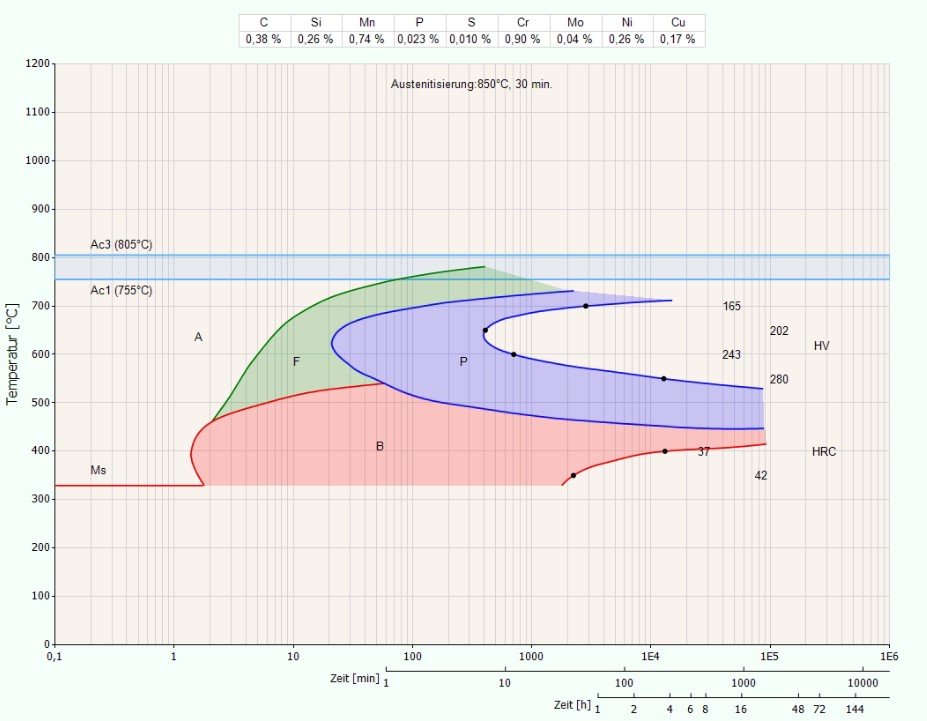 C Si Mn P S Cr Mo Ni Cu
0,38 % 0,26 % 0,74 % 0,023 % 0,010 % 0,90 % 0,04 % 0,26 % 0,17 %
1200
Austenitisierung:850°C, 30 min.
1100
1000
900
Ac3 (805°C)
800
Ac1 (755°C)
700
165
202
A
HV
600
243
F
P
280
500
B
400
37
HRC
Ms
42
300
200
100
0
Temperatur [°C]
0,1 1 10 100 1000 1E4 1E5 1E6
Zeit [min] 1 10 100 1000 10000
Zeit [h] 1 2 4 6 8 16 48 72 144